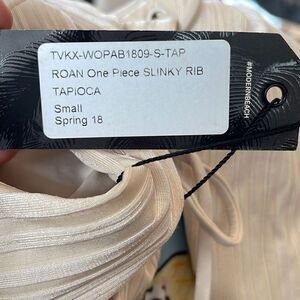 TVKX-WOPAB1809-S-TAP
ROAN One Piece SLINKY RIB
TAPIOCA
Small
Spring 18
#MODERNBEACH